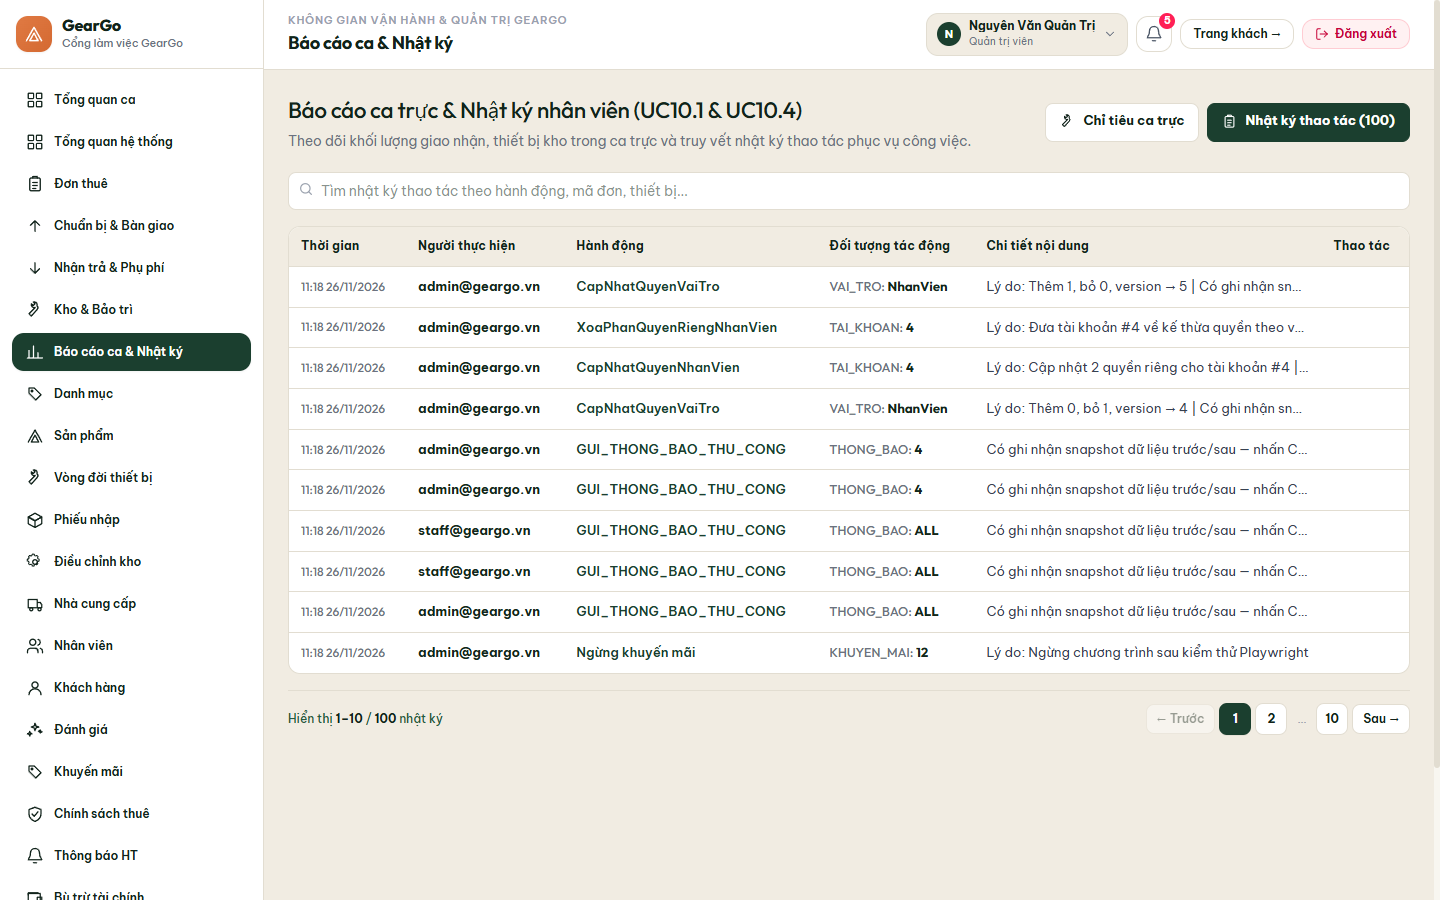 GearGo
Cổng làm việc GearGo
Tổng quan ca
Tổng quan hệ thống
Đơn thuê
Chuẩn bị & Bàn giao
Nhận trả & Phụ phí
Kho & Bảo trì
Báo cáo ca & Nhật ký
Danh mục
Sản phẩm
Vòng đời thiết bị
Phiếu nhập
Điều chỉnh kho
Nhà cung cấp
Nhân viên
Khách hàng
Đánh giá
Khuyến mãi
Chính sách thuê
Thông báo HT
Bù trừ tài chính
KHÔNG GIAN VẬN HÀNH & QUẢN TRỊ GEARGO
Báo cáo ca & Nhật ký
N
Nguyễn Văn Quản Trị
Quản trị viên
5
Trang khách →
Đăng xuất
Báo cáo ca trực & Nhật ký nhân viên (UC10.1 & UC10.4)
Theo dõi khối lượng giao nhận, thiết bị kho trong ca trực và truy vết nhật ký thao tác phục vụ công việc.
Chỉ tiêu ca trực
Nhật ký thao tác (100)
Tìm nhật ký thao tác theo hành động, mã đơn, thiết bị...
Thời gian Người thực hiện Hành động Đối tượng tác động Chi tiết nội dung Thao tác
11:18 26/11/2026 admin@geargo.vn CapNhatQuyenVaiTro VAI_TRO: NhanVien Lý do: Thêm 1, bỏ 0, version → 5 | Có ghi nhận sn...
11:18 26/11/2026 admin@geargo.vn XoaPhanQuyenRiengNhanVien TAI_KHOAN: 4 Lý do: Đưa tài khoản #4 về kế thừa quyền theo v...
11:18 26/11/2026 admin@geargo.vn CapNhatQuyenNhanVien TAI_KHOAN: 4 Lý do: Cập nhật 2 quyền riêng cho tài khoản #4 |...
11:18 26/11/2026 admin@geargo.vn CapNhatQuyenVaiTro VAI_TRO: NhanVien Lý do: Thêm 0, bỏ 1, version → 4 | Có ghi nhận sn...
11:18 26/11/2026 admin@geargo.vn GUI_THONG_BAO_THU_CONG THONG_BAO: 4 Có ghi nhận snapshot dữ liệu trước/sau — nhấn C...
11:18 26/11/2026 admin@geargo.vn GUI_THONG_BAO_THU_CONG THONG_BAO: 4 Có ghi nhận snapshot dữ liệu trước/sau — nhấn C...
11:18 26/11/2026 staff@geargo.vn GUI_THONG_BAO_THU_CONG THONG_BAO: ALL Có ghi nhận snapshot dữ liệu trước/sau — nhấn C...
11:18 26/11/2026 staff@geargo.vn GUI_THONG_BAO_THU_CONG THONG_BAO: ALL Có ghi nhận snapshot dữ liệu trước/sau — nhấn C...
11:18 26/11/2026 admin@geargo.vn GUI_THONG_BAO_THU_CONG THONG_BAO: ALL Có ghi nhận snapshot dữ liệu trước/sau — nhấn C...
11:18 26/11/2026 admin@geargo.vn Ngừng khuyến mãi KHUYEN_MAI: 12 Lý do: Ngừng chương trình sau kiểm thử Playwright
Hiển thị 1–10 / 100 nhật ký
← Trước 1 2 ... 10 Sau →